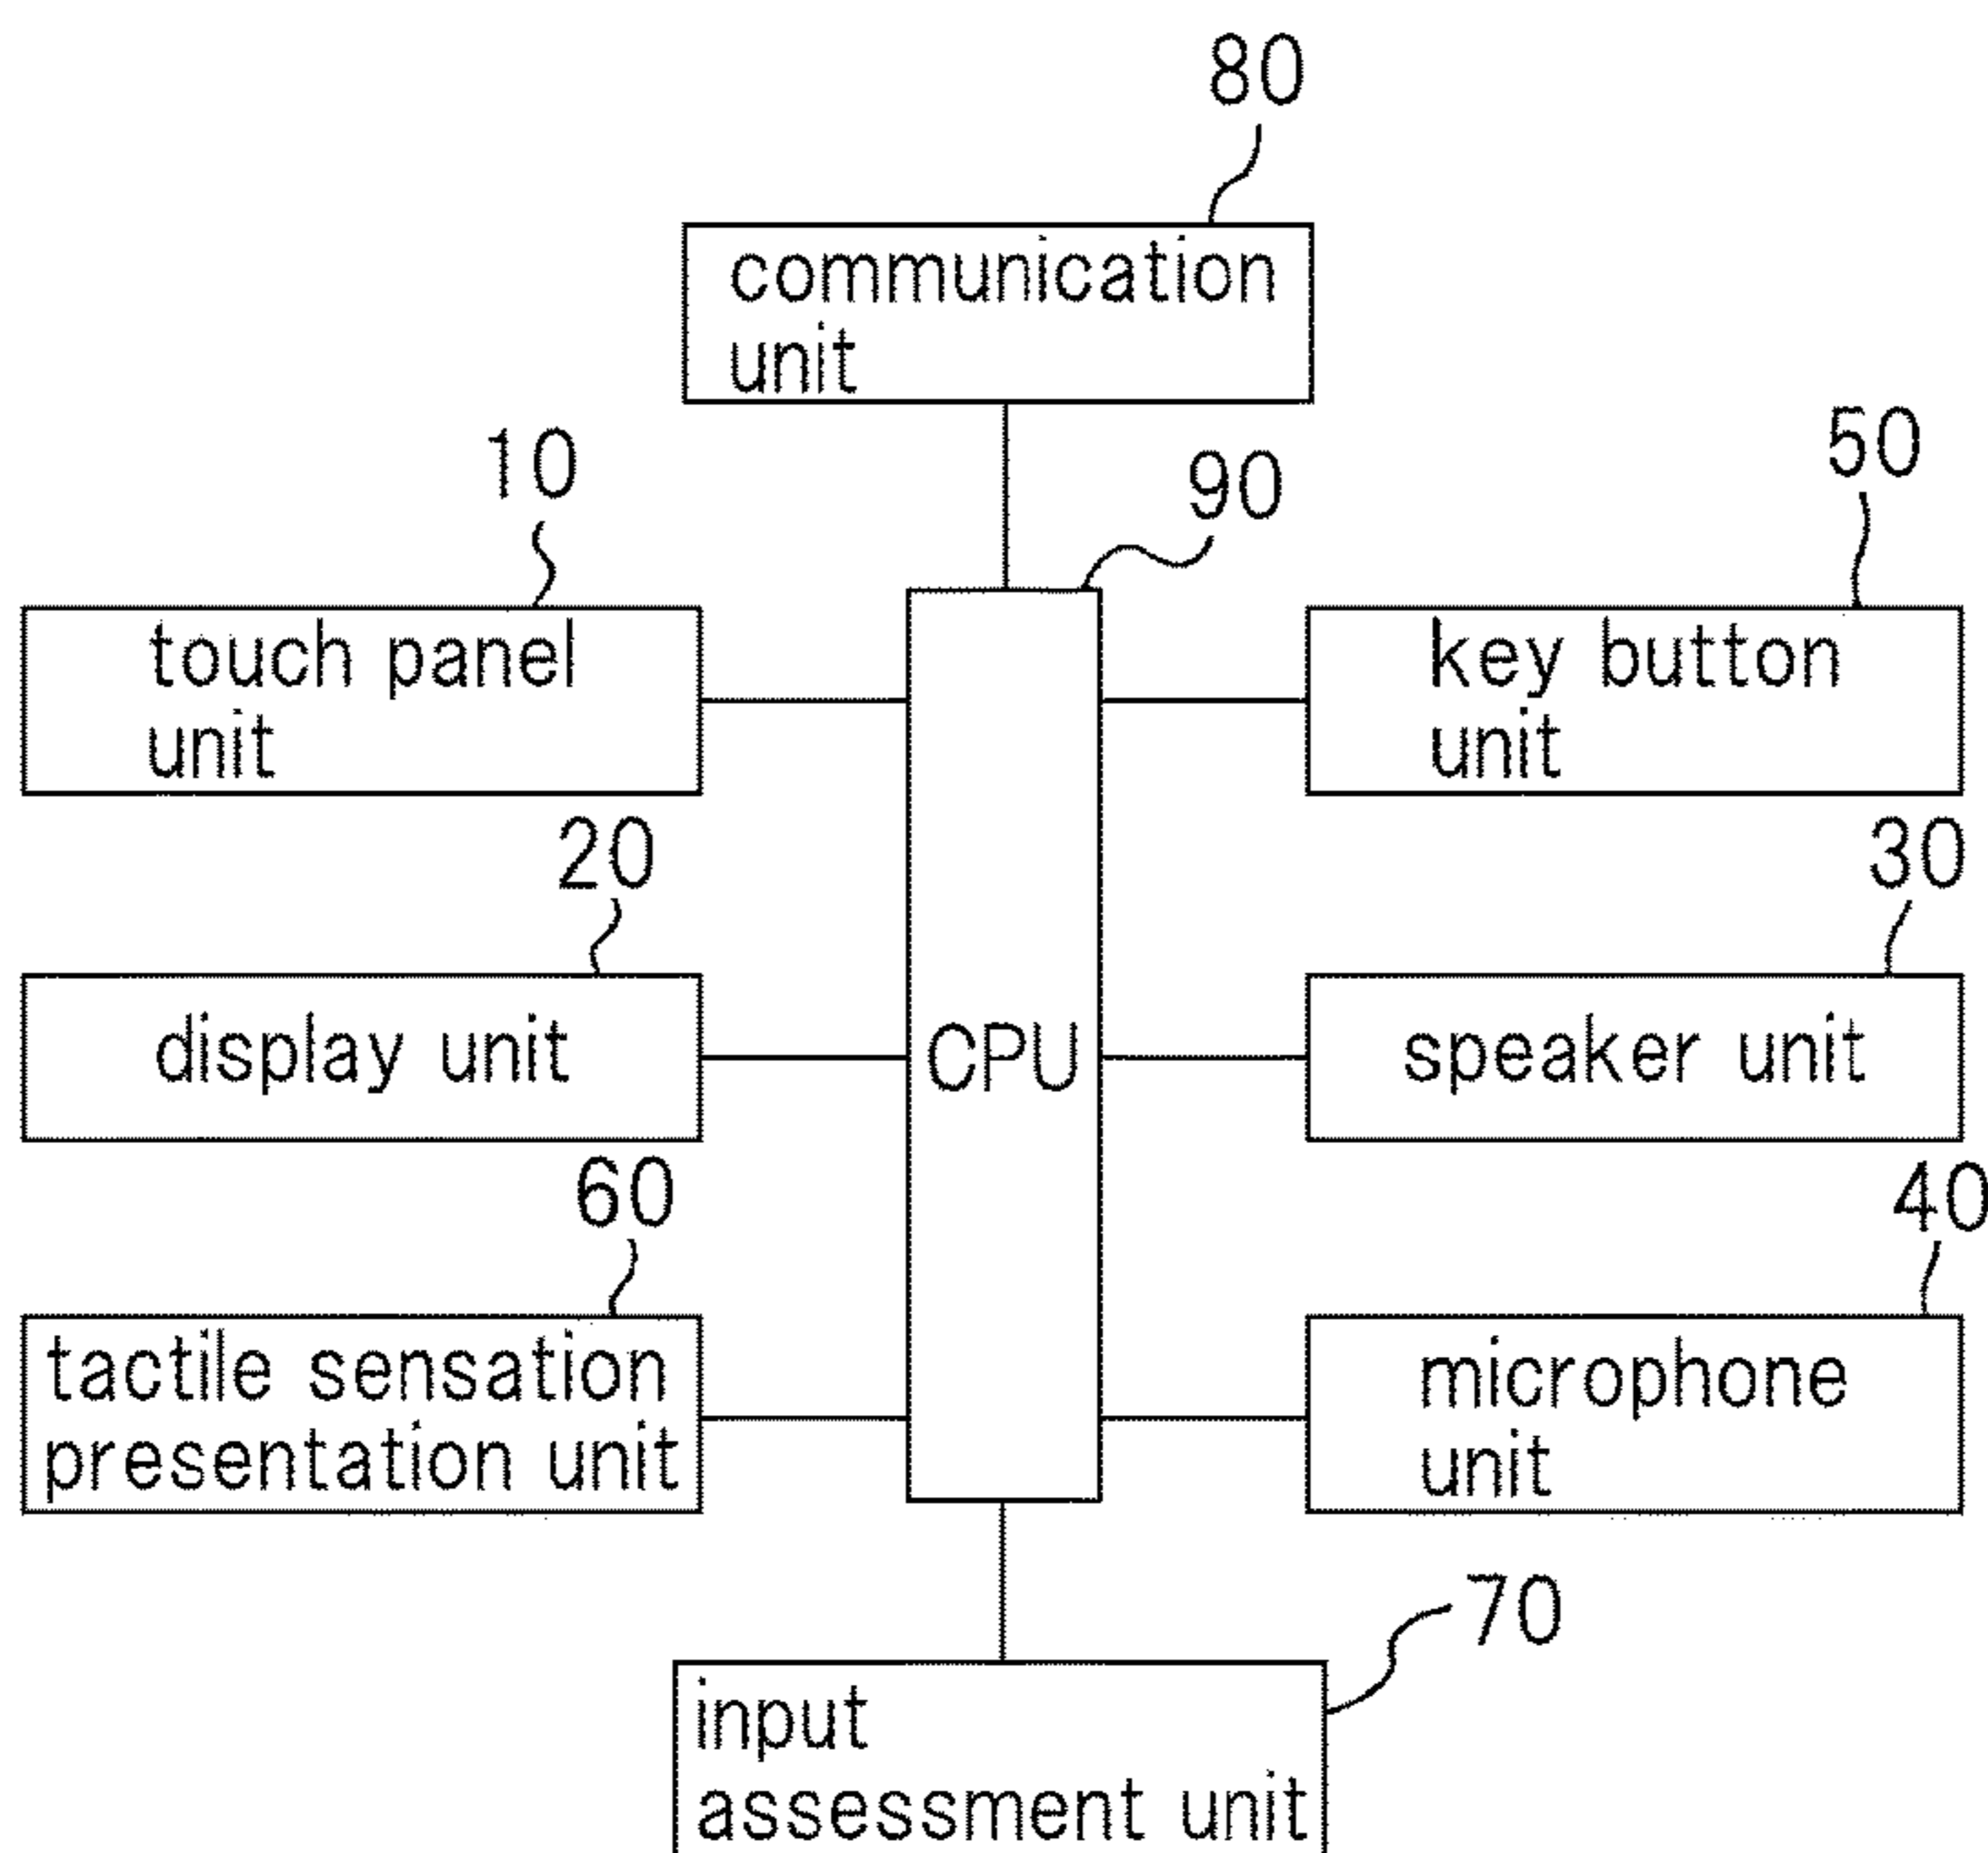 80
communication
unit
10
90
50
touch panel
unit
key button
unit
20
30
display unit
CPU
speaker unit
60
40
tactile sensation
presentation unit
microphone
unit
70
input
assessment unit